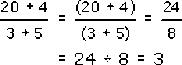 20 + 4 / 3 + 5 = (20 + 4) / (3 + 5) = 24 / 8
= 24 ÷ 8 = 3